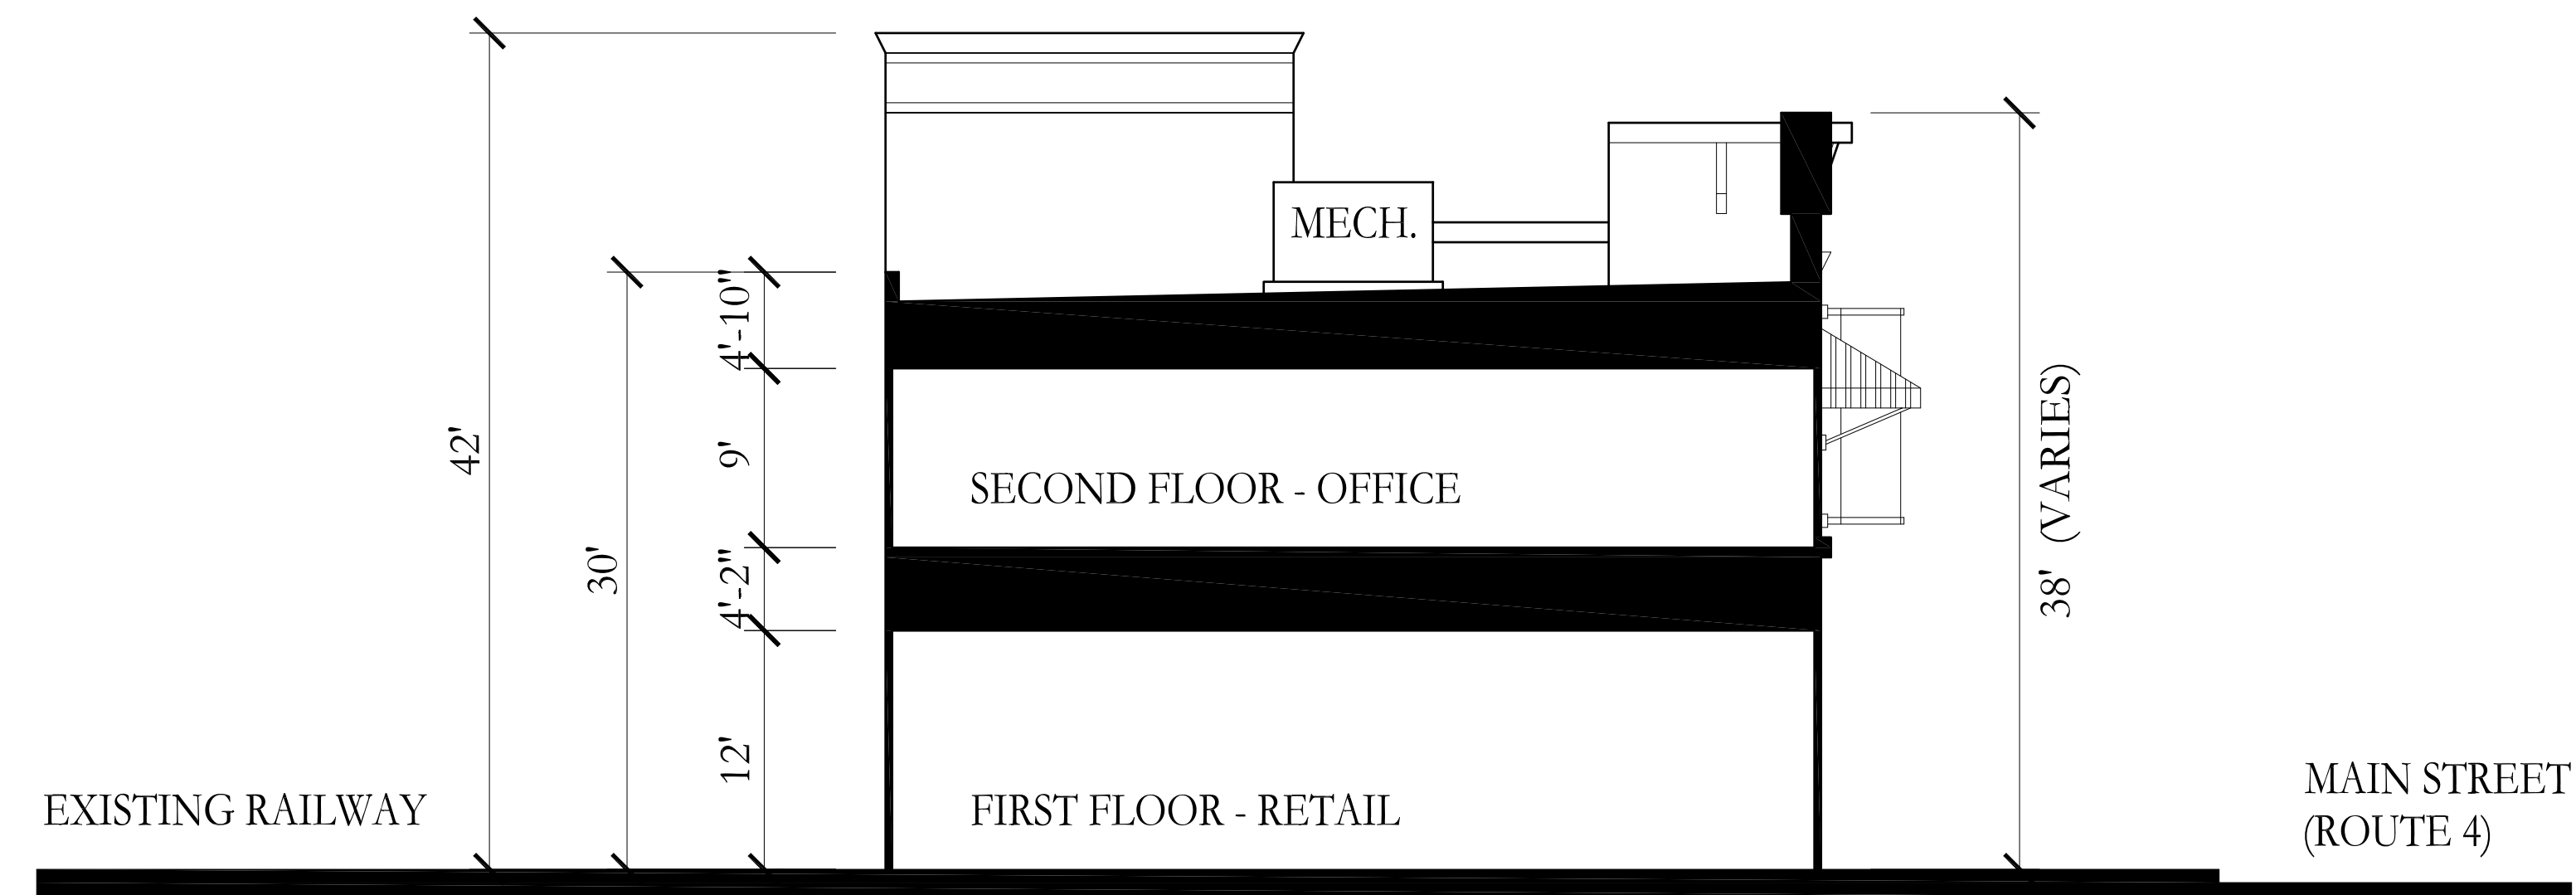 MECH.
4'-10"
42'
9'
38' (VARIES)
SECOND FLOOR - OFFICE
30'
4'-2"
12'
EXISTING RAILWAY
FIRST FLOOR - RETAIL
MAIN STREET
(ROUTE 4)